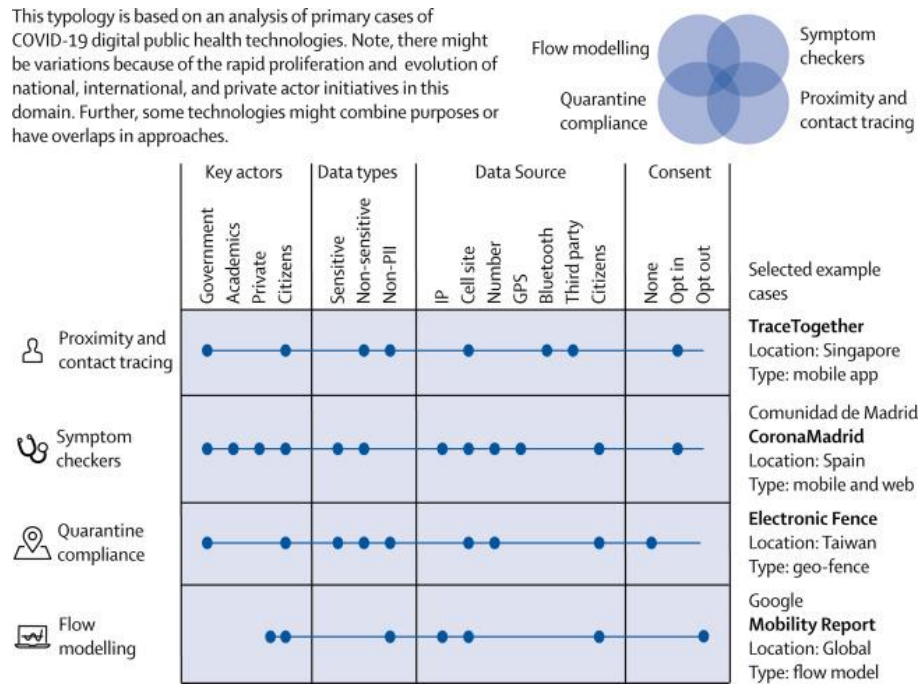 This typology is based on an analysis of primary cases of
COVID-19 digital public health technologies. Note, there might
be variations because of the rapid proliferation and evolution of
national, international, and private actor initiatives in this
domain. Further, some technologies might combine purposes or
have overlaps in approaches.
Flow modelling
Symptom
checkers
Quarantine
compliance
Proximity and
contact tracing
Key actors
Data types
Data Source
Consent
Government
Academics
Private
Citizens
Sensitive
Non-sensitive
Non-PII
IP
Cell site
Number
GPS
Bluetooth
Third party
Citizens
None
Opt in
Opt out
Selected example
cases
Proximity and
contact tracing
TraceTogether
Location: Singapore
Type: mobile app
Symptom
checkers
Comunidad de Madrid
CoronaMadrid
Location: Spain
Type: mobile and web
Quarantine
compliance
Electronic Fence
Location: Taiwan
Type: geo-fence
Flow
modelling
Google
Mobility Report
Location: Global
Type: flow model